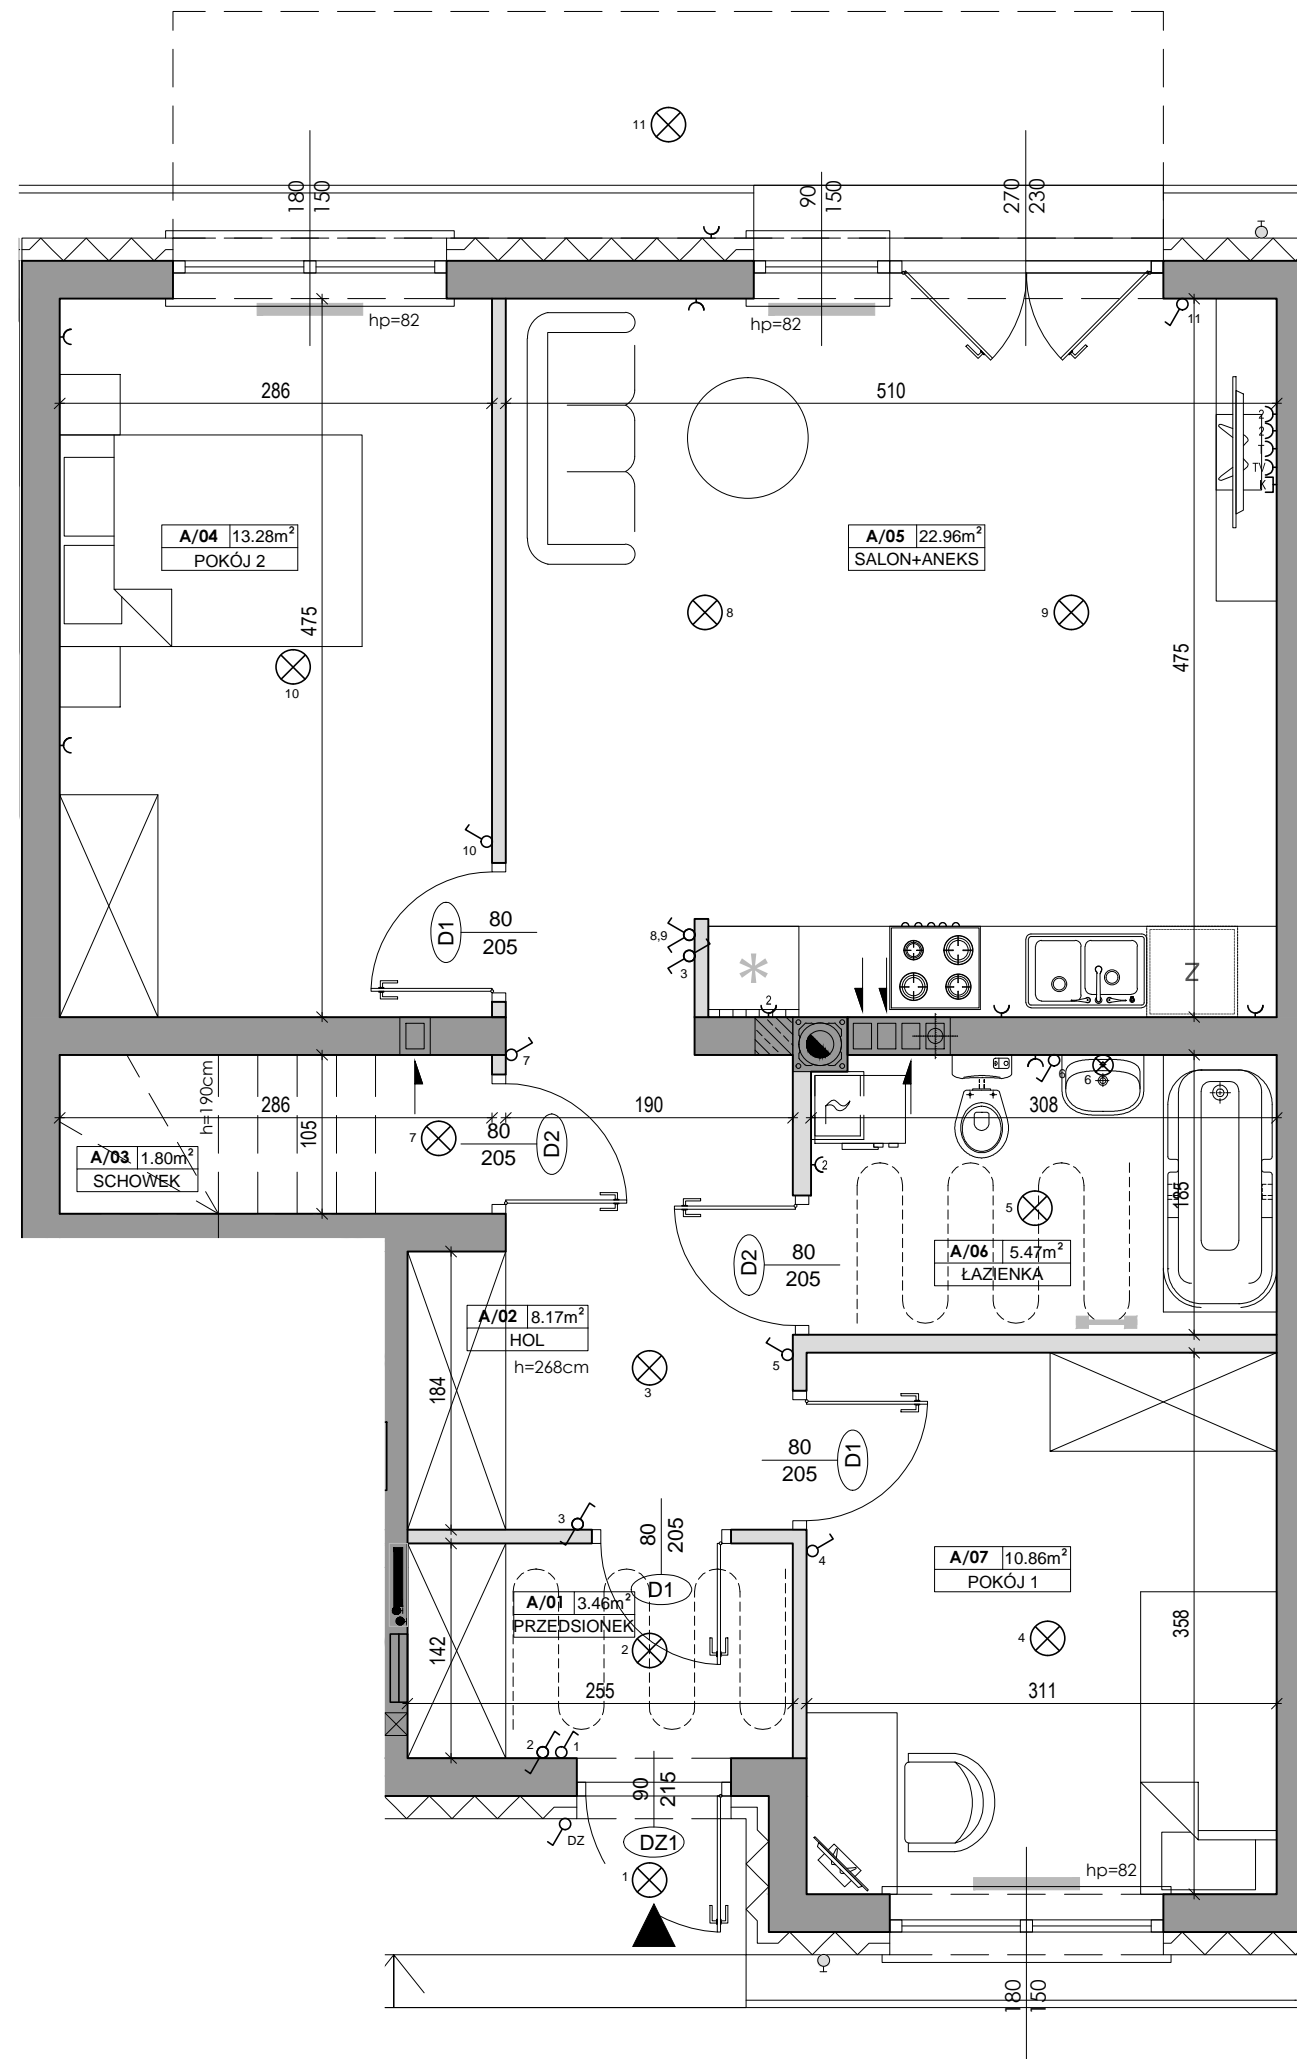 11
180
150
90
150
270
230
hp=82
hp=82
11
286
510
2
2
T
TV
K
A/04 13.28m²
POKÓJ 2
A/05 22.96m²
SALON+ANEKS
8
9
475
475
10
10
D1
80
205
8,9
3
2
Z
7
h=190cm
286
105
7
80
205
D2
190
308
6
6
A/03 1.80m²
SCHOWEK
2
185
5
D2
80
205
A/06 5.47m²
ŁAZIENKA
A/02 8.17m²
HOL
h=268cm
5
3
184
80
205
D1
3
80
205
D1
4
A/07 10.86m²
POKÓJ 1
A/01 3.46m²
PRZEDSIONEK
142
2
4
358
255
311
2
1
90
215
DZ
DZ1
1
hp=82
180
150